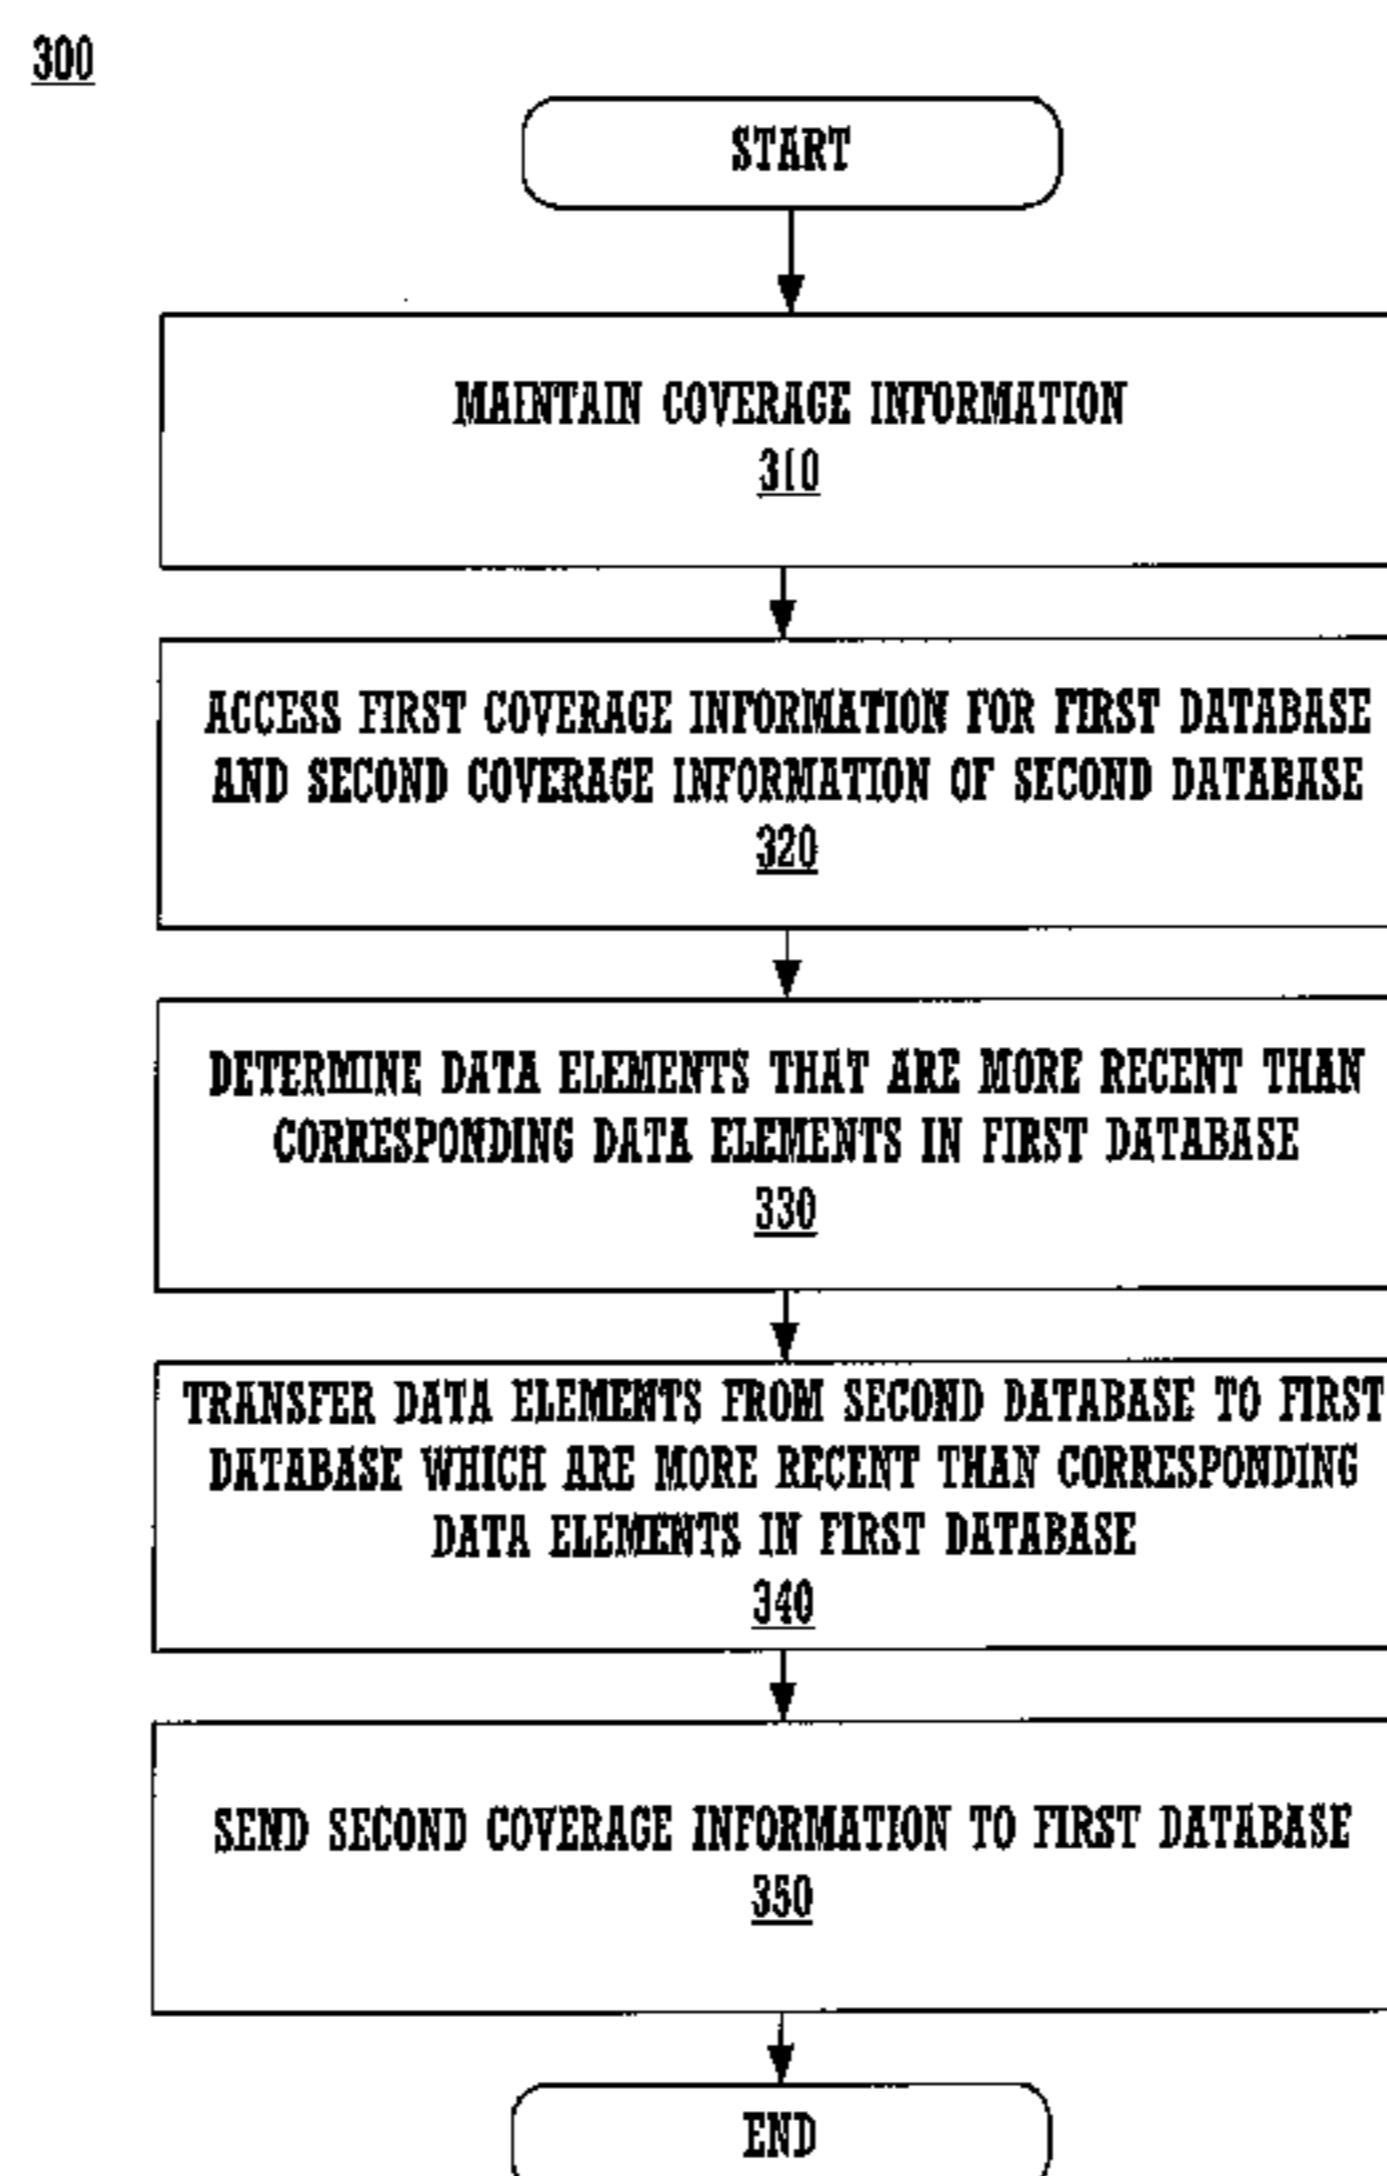 300
START
MAINTAIN COVERAGE INFORMATION
310
ACCESS FIRST COVERAGE INFORMATION FOR FIRST DATABASE
AND SECOND COVERAGE INFORMATION OF SECOND DATABASE
320
DETERMINE DATA ELEMENTS THAT ARE MORE RECENT THAN
CORRESPONDING DATA ELEMENTS IN FIRST DATABASE
330
TRANSFER DATA ELEMENTS FROM SECOND DATABASE TO FIRST
DATABASE WHICH ARE MORE RECENT THAN CORRESPONDING
DATA ELEMENTS IN FIRST DATABASE
340
SEND SECOND COVERAGE INFORMATION TO FIRST DATABASE
350
END